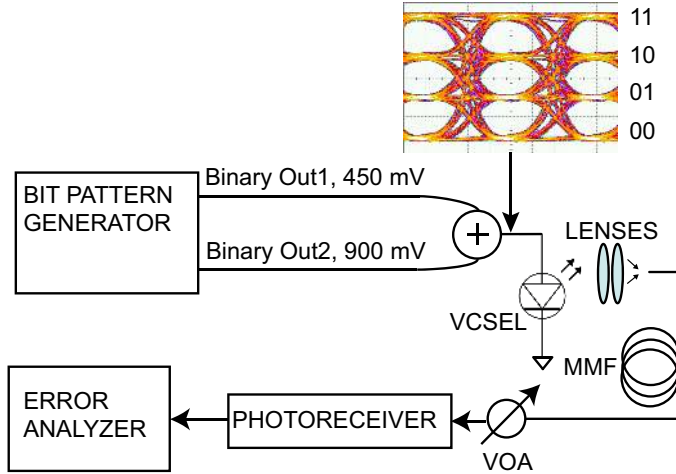 11
10
01
00
BIT PATTERN
GENERATOR
Binary Out1, 450 mV
Binary Out2, 900 mV
+
LENSES
VCSEL
MMF
ERROR
ANALYZER
PHOTORECEIVER
VOA